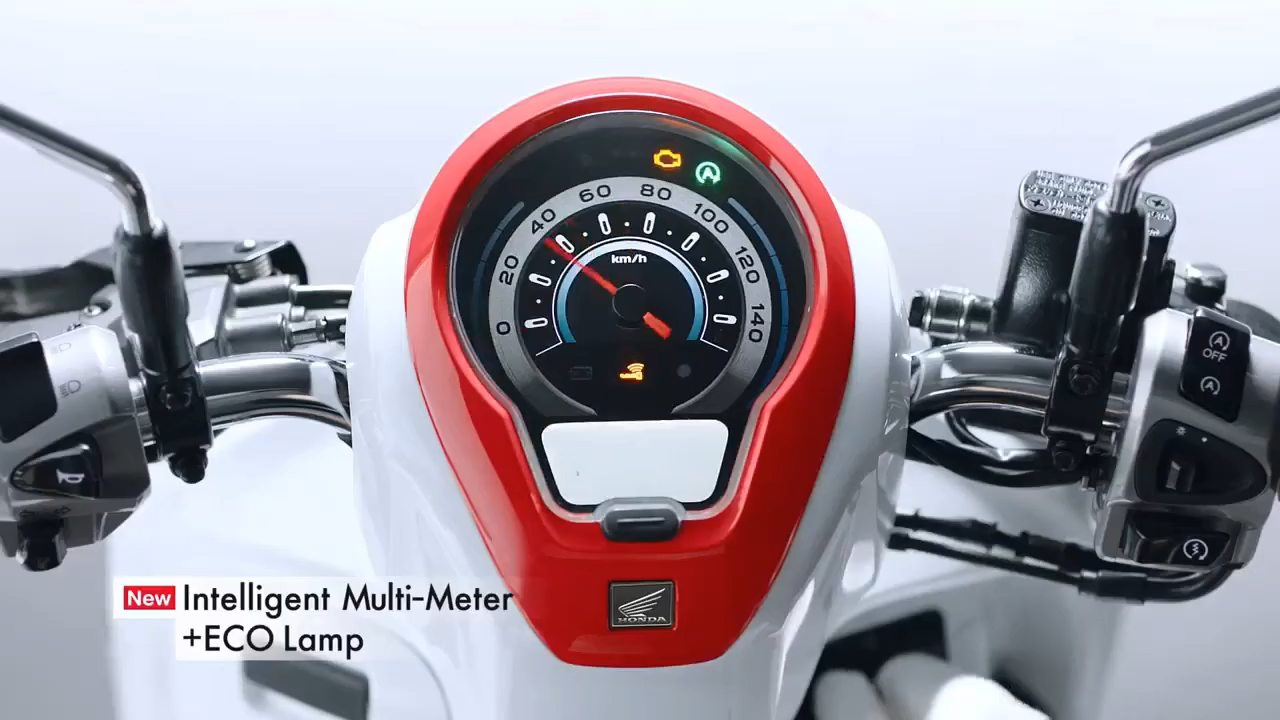 A
60
80
40
100
20
120
km/h
0
140
A
OFF
A
HONDA
New Intelligent Multi-Meter
+ECO Lamp